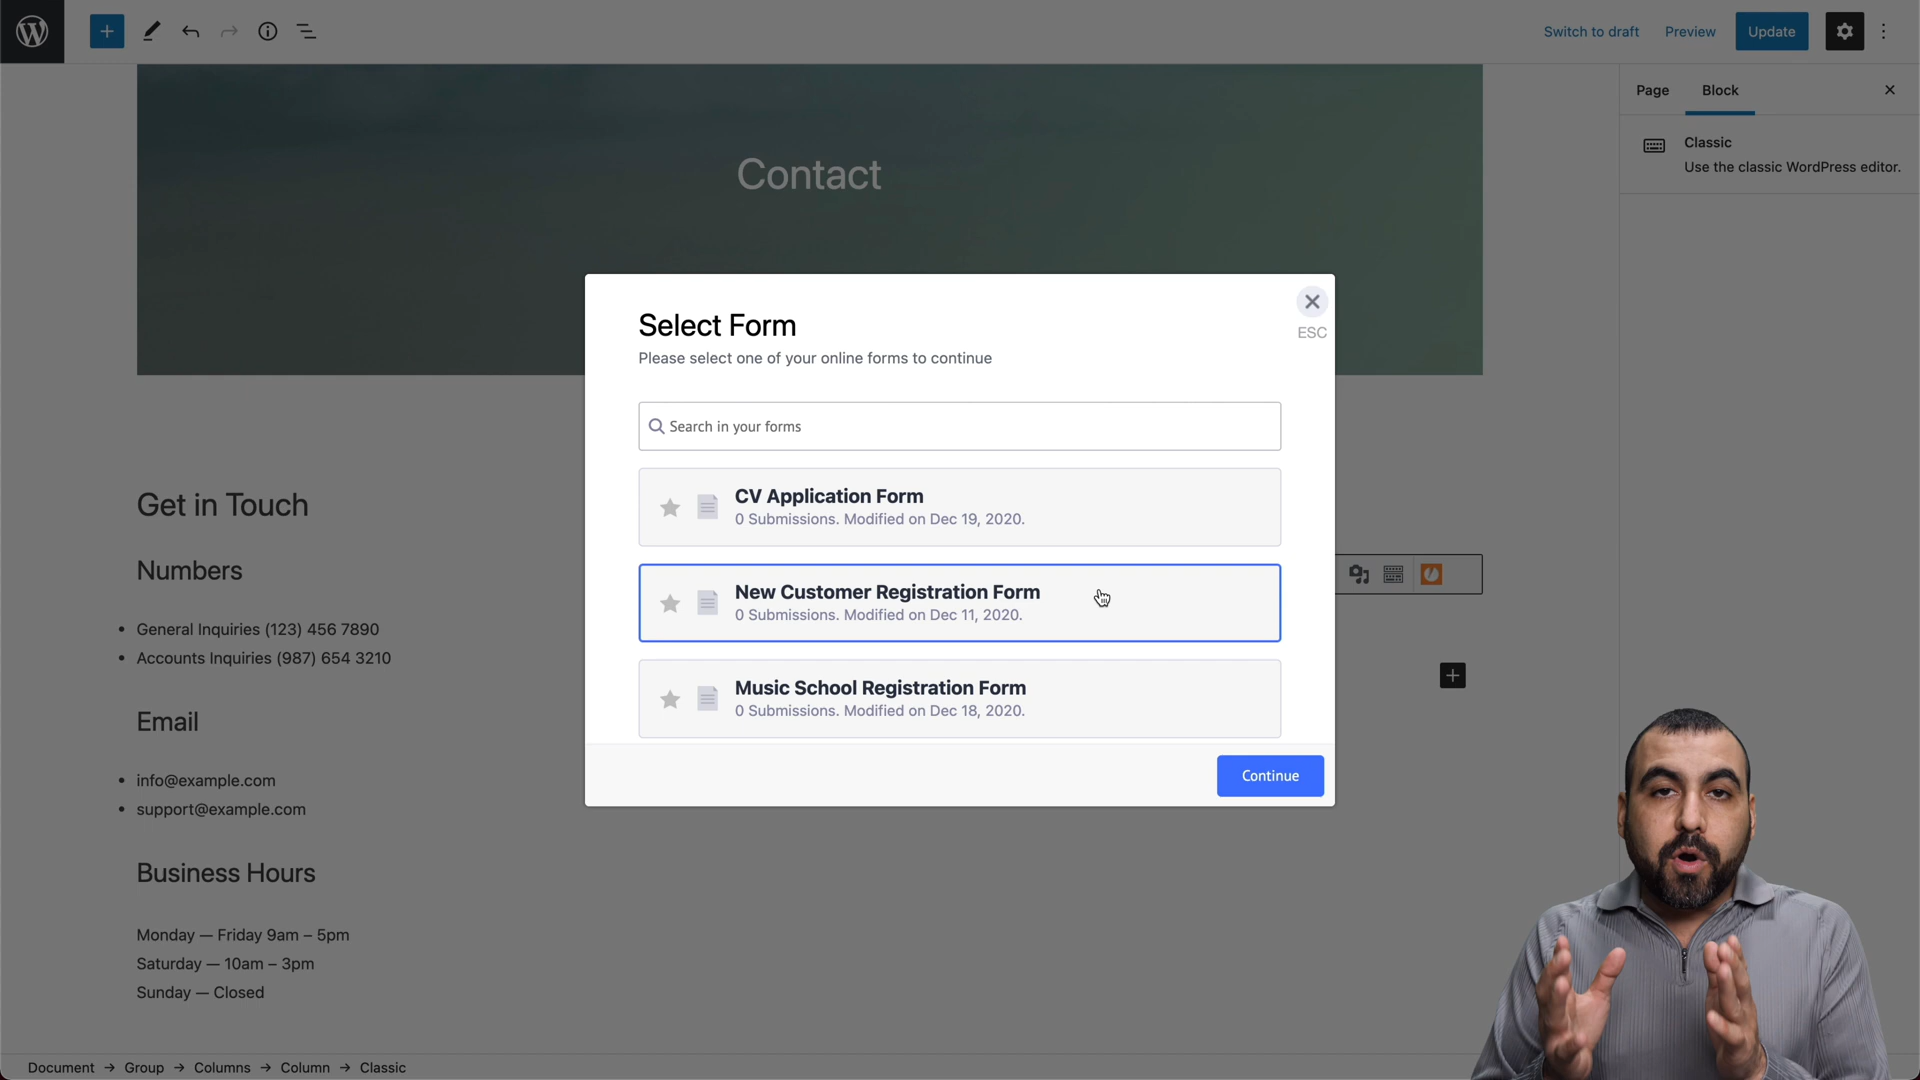 Switch to draft
Preview
Update
Page
Block
Classic
Use the classic WordPress editor.
Contact
Select Form
Please select one of your online forms to continue
ESC
Search in your forms
CV Application Form
0 Submissions. Modified on Dec 19, 2020.
New Customer Registration Form
0 Submissions. Modified on Dec 11, 2020.
Music School Registration Form
0 Submissions. Modified on Dec 18, 2020.
Continue
Get in Touch
Numbers
General Inquiries (123) 456 7890
Accounts Inquiries (987) 654 3210
Email
info@example.com
support@example.com
Business Hours
Monday — Friday 9am – 5pm
Saturday — 10am – 3pm
Sunday — Closed
Document → Group → Columns → Column → Classic